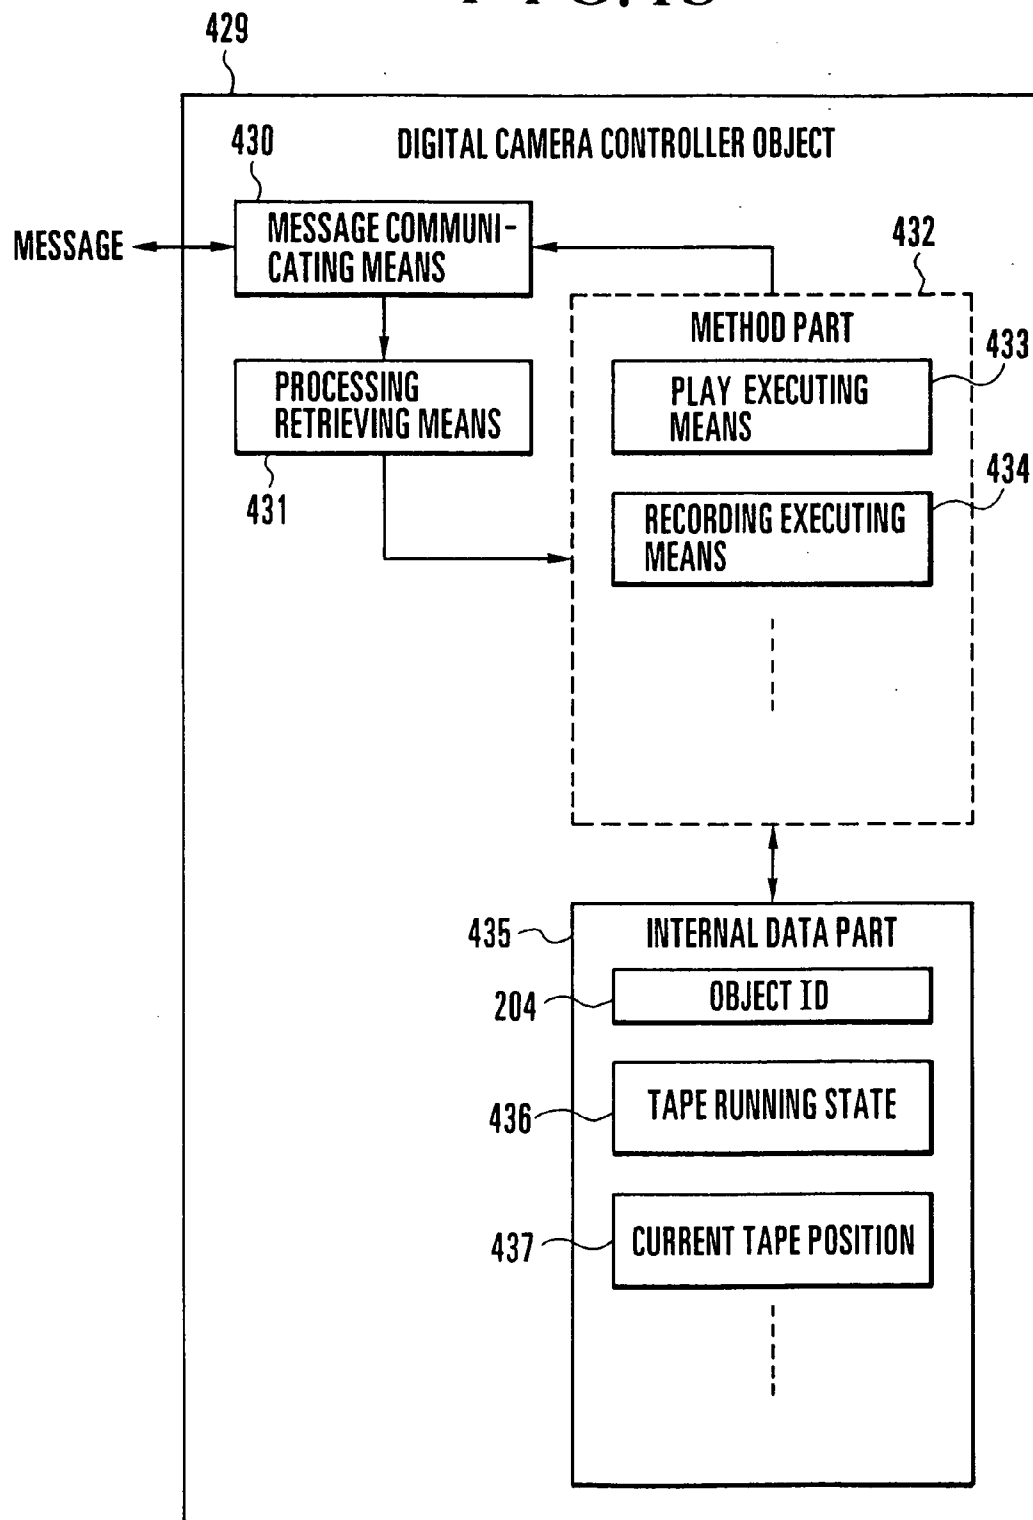 429
DIGITAL CAMERA CONTROLLER OBJECT
430
MESSAGE
MESSAGE COMMUNI-
CATING MEANS
432
METHOD PART
433
PROCESSING
RETRIEVING MEANS
PLAY EXECUTING
MEANS
431
434
RECORDING EXECUTING
MEANS
435
INTERNAL DATA PART
204
OBJECT ID
436
TAPE RUNNING STATE
437
CURRENT TAPE POSITION